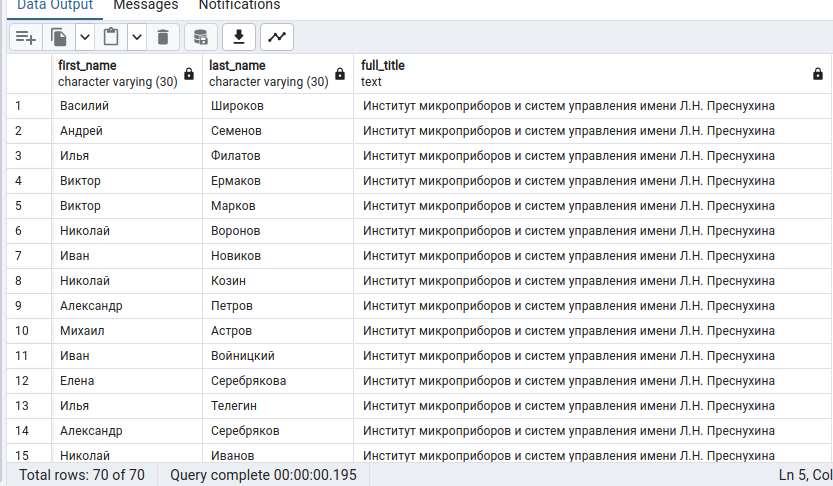 Data Output Messages Notifications
first_name last_name full_title
character varying (30) character varying (30) text
1 Василий Широков Институт микроприборов и систем управления имени Л.Н. Преснухина
2 Андрей Семенов Институт микроприборов и систем управления имени Л.Н. Преснухина
3 Илья Филатов Институт микроприборов и систем управления имени Л.Н. Преснухина
4 Виктор Ермаков Институт микроприборов и систем управления имени Л.Н. Преснухина
5 Виктор Марков Институт микроприборов и систем управления имени Л.Н. Преснухина
6 Николай Воронов Институт микроприборов и систем управления имени Л.Н. Преснухина
7 Иван Новиков Институт микроприборов и систем управления имени Л.Н. Преснухина
8 Николай Козин Институт микроприборов и систем управления имени Л.Н. Преснухина
9 Александр Петров Институт микроприборов и систем управления имени Л.Н. Преснухина
10 Михаил Астров Институт микроприборов и систем управления имени Л.Н. Преснухина
11 Иван Войницкий Институт микроприборов и систем управления имени Л.Н. Преснухина
12 Елена Серебрякова Институт микроприборов и систем управления имени Л.Н. Преснухина
13 Илья Телегин Институт микроприборов и систем управления имени Л.Н. Преснухина
14 Александр Серебряков Институт микроприборов и систем управления имени Л.Н. Преснухина
15 Николай Иванов Институт микроприборов и систем управления имени Л.Н. Преснухина
Total rows: 70 of 70 Query complete 00:00:00.195 Ln 5, Col